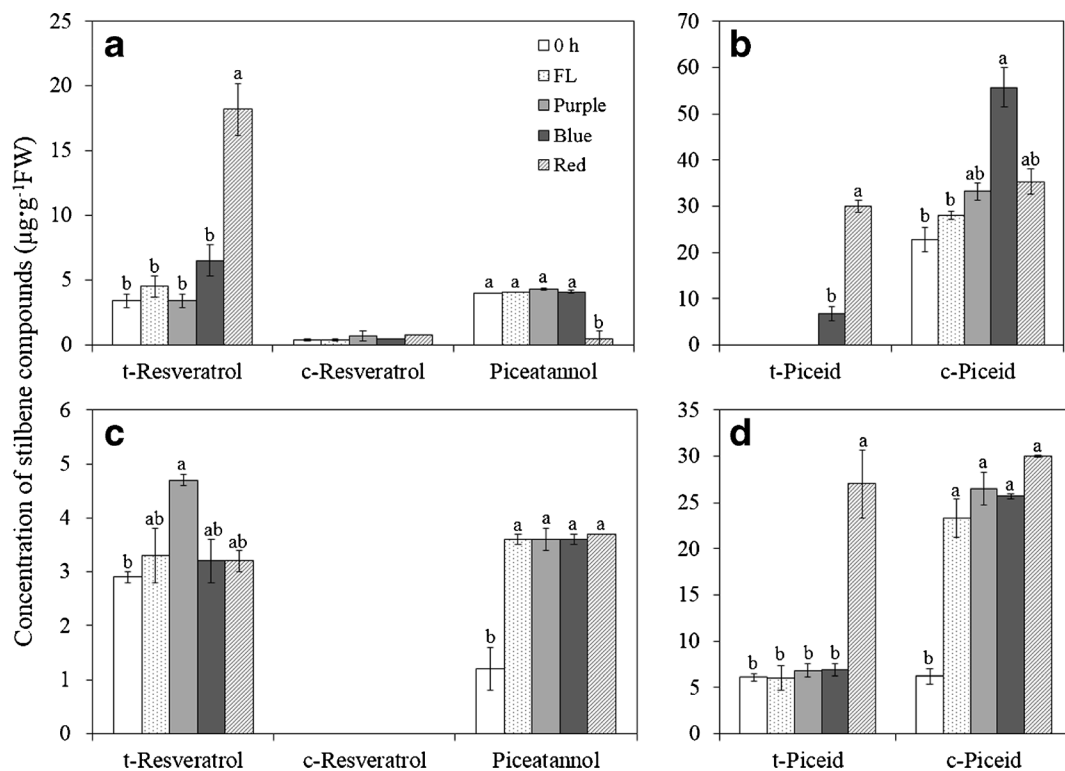 Concentration of stilbene compounds (µg·g⁻¹FW)
a
25
20
15
10
5
0
0 h
FL
Purple
Blue
Red
b b b b a
a a a a b
t-Resveratrol c-Resveratrol Piceatannol
b
70
60
50
40
30
20
10
0
b a
b b ab a ab
t-Piceid c-Piceid
c
6
5
4
3
2
1
0
b ab a ab ab
b a a a a
t-Resveratrol c-Resveratrol Piceatannol
d
35
30
25
20
15
10
5
0
b b b b a
b a a a a
t-Piceid c-Piceid